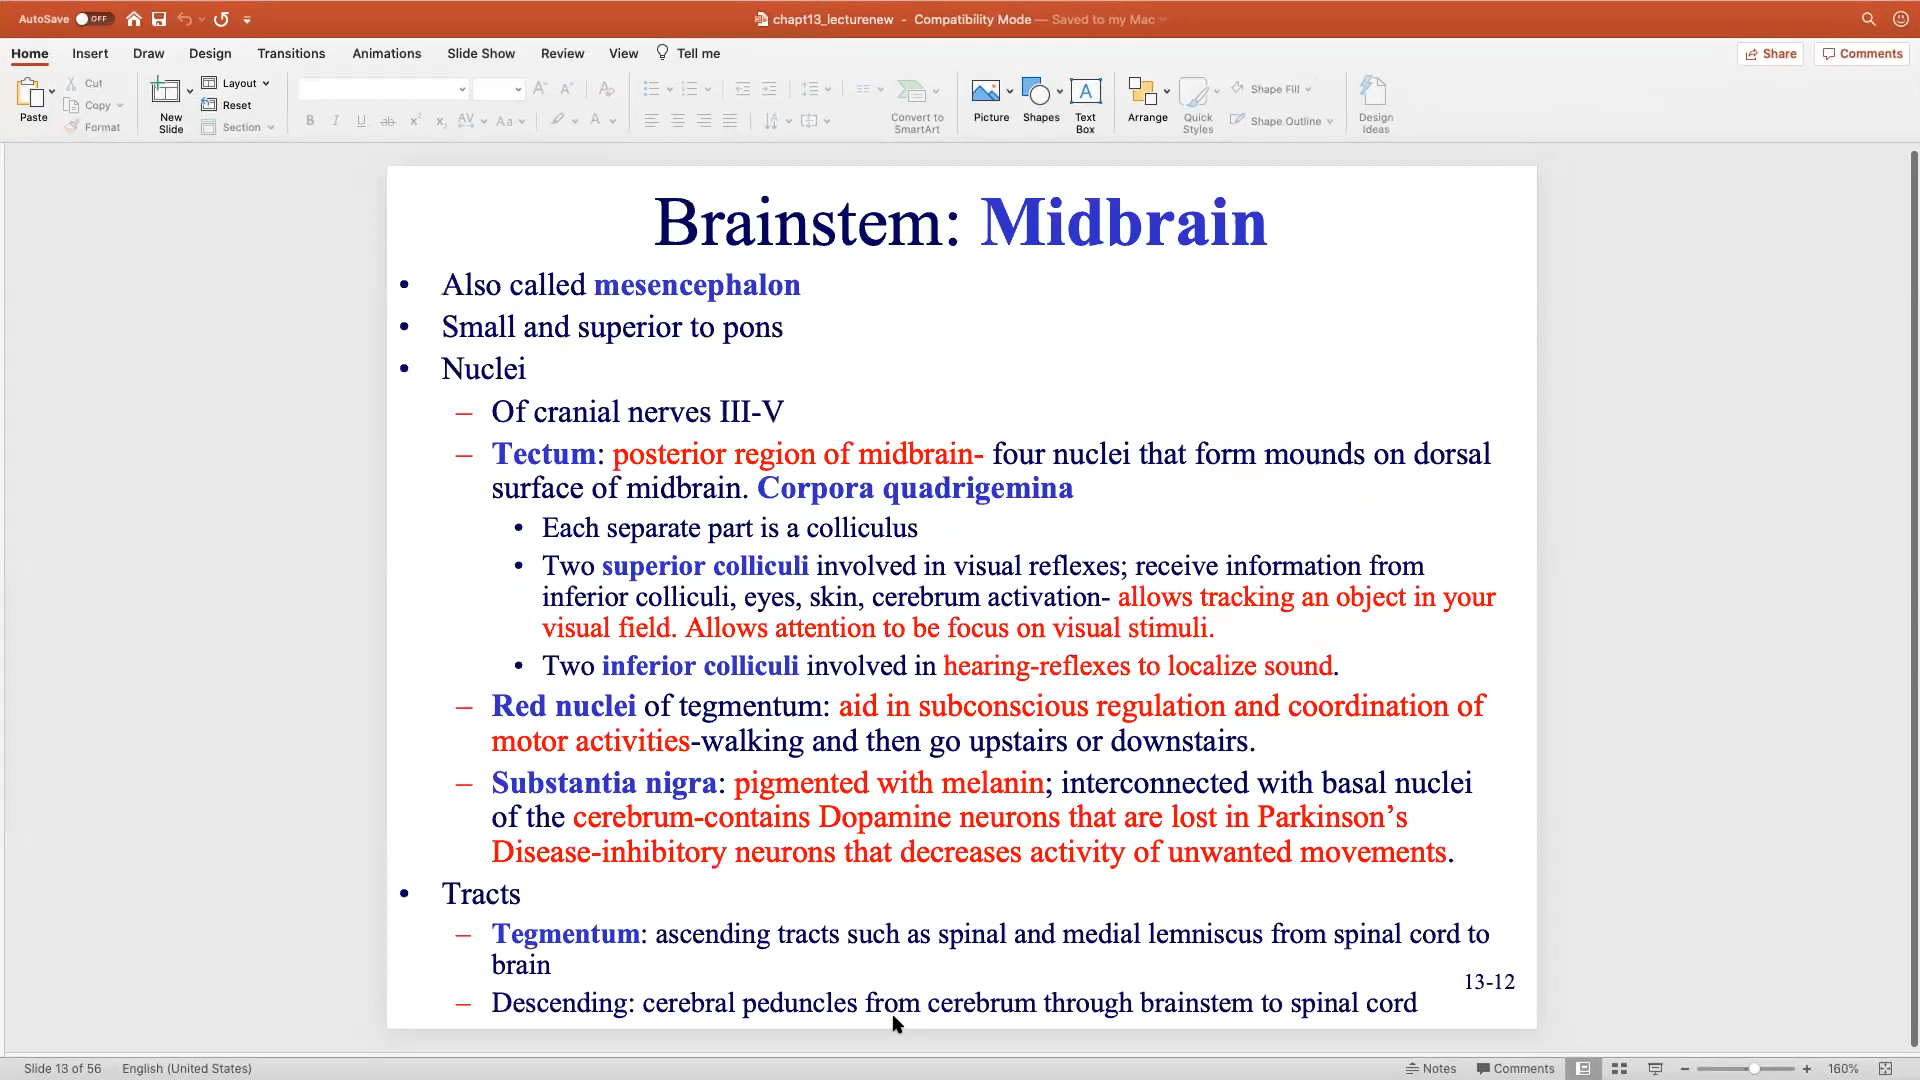 AutoSave OFF
chapt13_lecturenew - Compatibility Mode — Saved to my Mac
Home Insert Draw Design Transitions Animations Slide Show Review View Tell me Share Comments
Paste Cut Copy Format
New Slide Layout Reset Section
B I U ab x² x₂ AV Aa A
Convert to SmartArt
Picture Shapes Text Box Arrange Quick Styles Shape Fill Shape Outline Design Ideas
Brainstem: Midbrain
• Also called mesencephalon
• Small and superior to pons
• Nuclei
– Of cranial nerves III-V
– Tectum: posterior region of midbrain- four nuclei that form mounds on dorsal
surface of midbrain. Corpora quadrigemina
• Each separate part is a colliculus
• Two superior colliculi involved in visual reflexes; receive information from
inferior colliculi, eyes, skin, cerebrum activation- allows tracking an object in your
visual field. Allows attention to be focus on visual stimuli.
• Two inferior colliculi involved in hearing-reflexes to localize sound.
– Red nuclei of tegmentum: aid in subconscious regulation and coordination of
motor activities-walking and then go upstairs or downstairs.
– Substantia nigra: pigmented with melanin; interconnected with basal nuclei
of the cerebrum-contains Dopamine neurons that are lost in Parkinson’s
Disease-inhibitory neurons that decreases activity of unwanted movements.
• Tracts
– Tegmentum: ascending tracts such as spinal and medial lemniscus from spinal cord to
brain
– Descending: cerebral peduncles from cerebrum through brainstem to spinal cord
13-12
Slide 13 of 56 English (United States) Notes Comments 160%